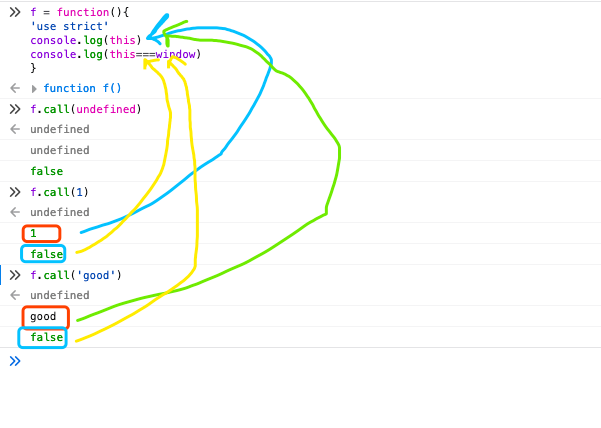 f = function(){
'use strict'
console.log(this)
console.log(this===window)
}
function f()
f.call(undefined)
undefined
undefined
false
f.call(1)
undefined
1
false
f.call('good')
undefined
good
false